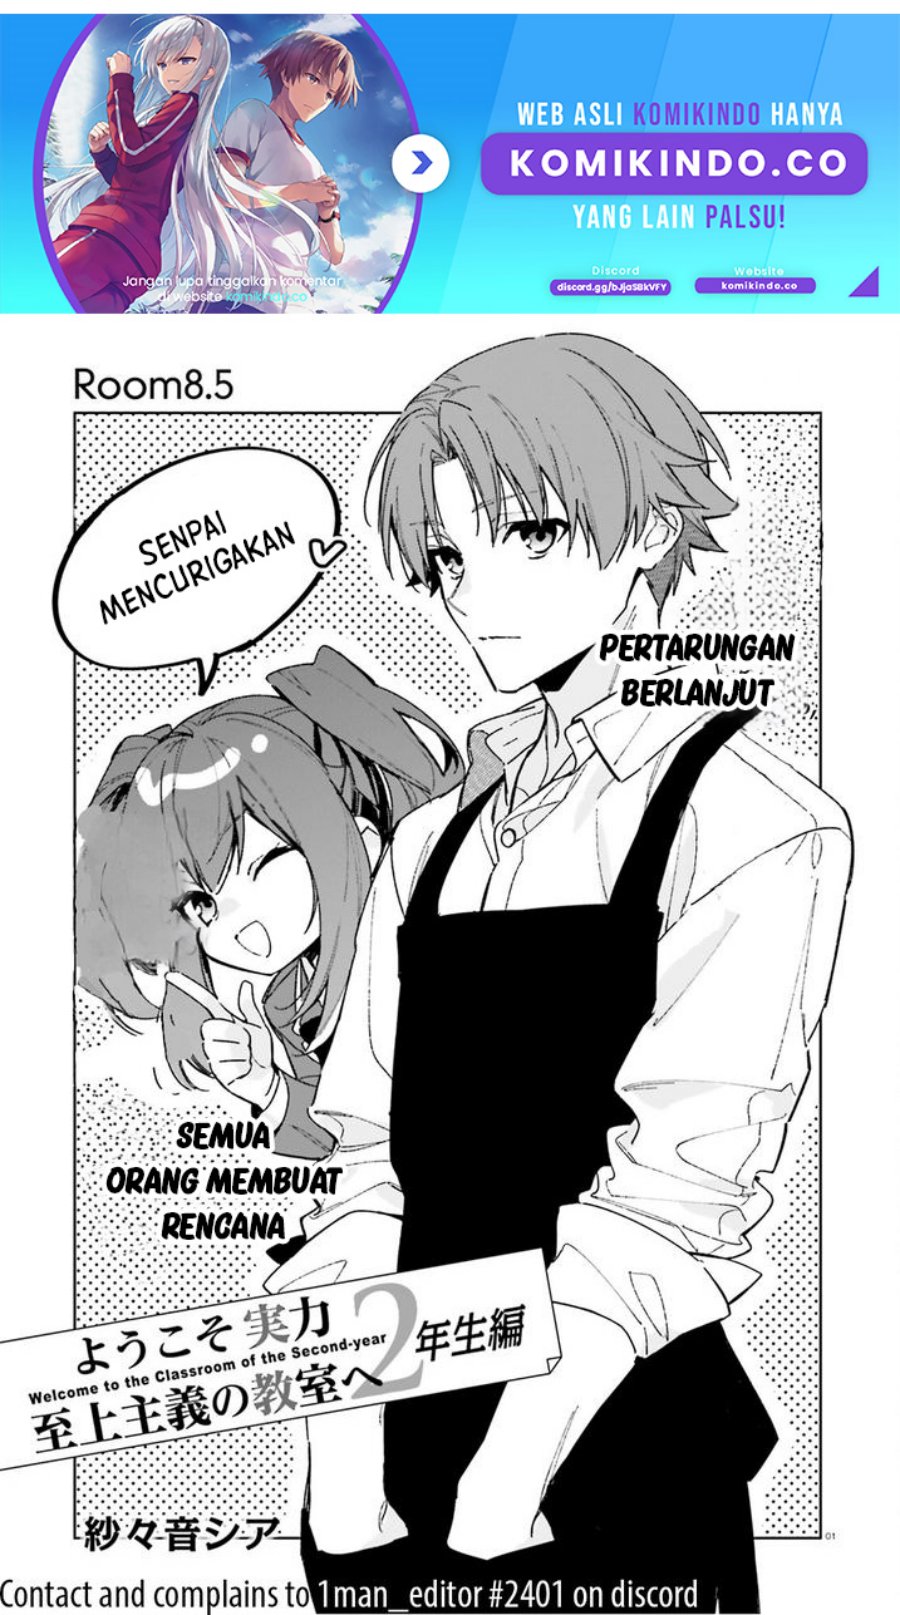 WEB ASLI KOMIKINDO HANYA
KOMIKINDO.CO
YANG LAIN PALSU!
Jangan lupa tinggalkan komentar
di website komikindo.co
Discord
discord.gg/bJjaSBkVFY
Website
komikindo.co
Room8.5
SENPAI
MENCURIGAKAN
PERTARUNGAN
BERLANJUT
SEMUA
ORANG MEMBUAT
RENCANA
ようこそ実力
Welcome to the Classroom of the Second-year
至上主義の教室へ
2年生編
紗々音シア
01
Contact and complains to 1man_editor #2401 on discord